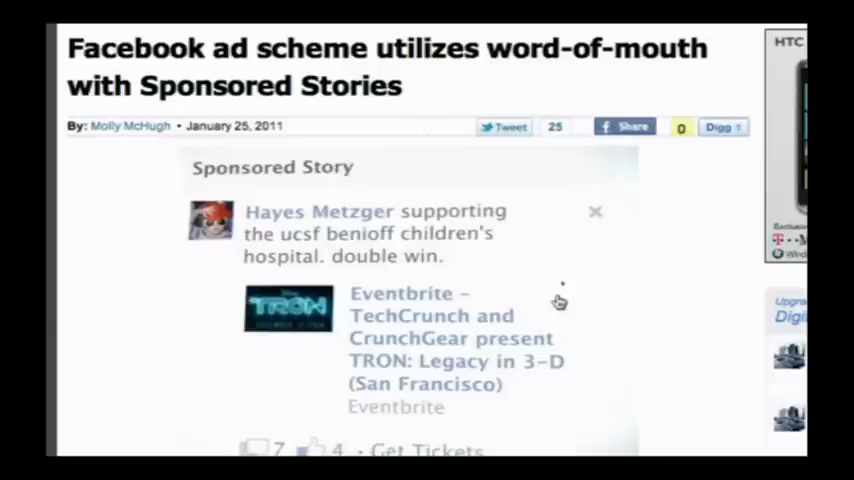 Facebook ad scheme utilizes word-of-mouth
with Sponsored Stories
By: Molly McHugh • January 25, 2011
Tweet 25 Share 0 Digg
HTC
Sponsored Story
Hayes Metzger supporting
the ucsf benioff children's
hospital. double win.
TRON
Eventbrite -
TechCrunch and
CrunchGear present
TRON: Legacy in 3-D
(San Francisco)
Eventbrite
7 4 · Get Tickets